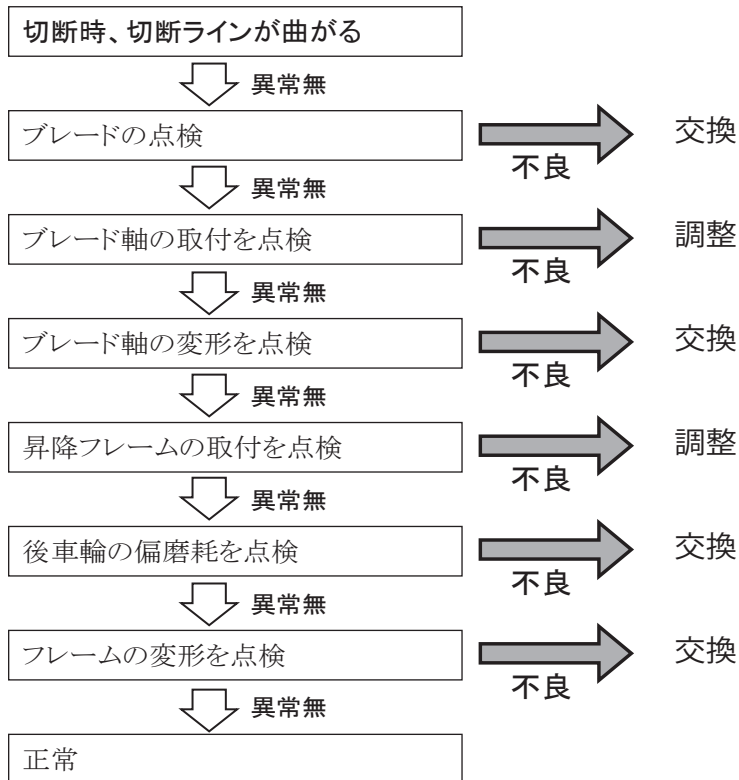 切断時、切断ラインが曲がる
異常無
ブレードの点検
不良
交換
異常無
ブレード軸の取付を点検
不良
調整
異常無
ブレード軸の変形を点検
不良
交換
異常無
昇降フレームの取付を点検
不良
調整
異常無
後車輪の偏磨耗を点検
不良
交換
異常無
フレームの変形を点検
不良
交換
異常無
正常